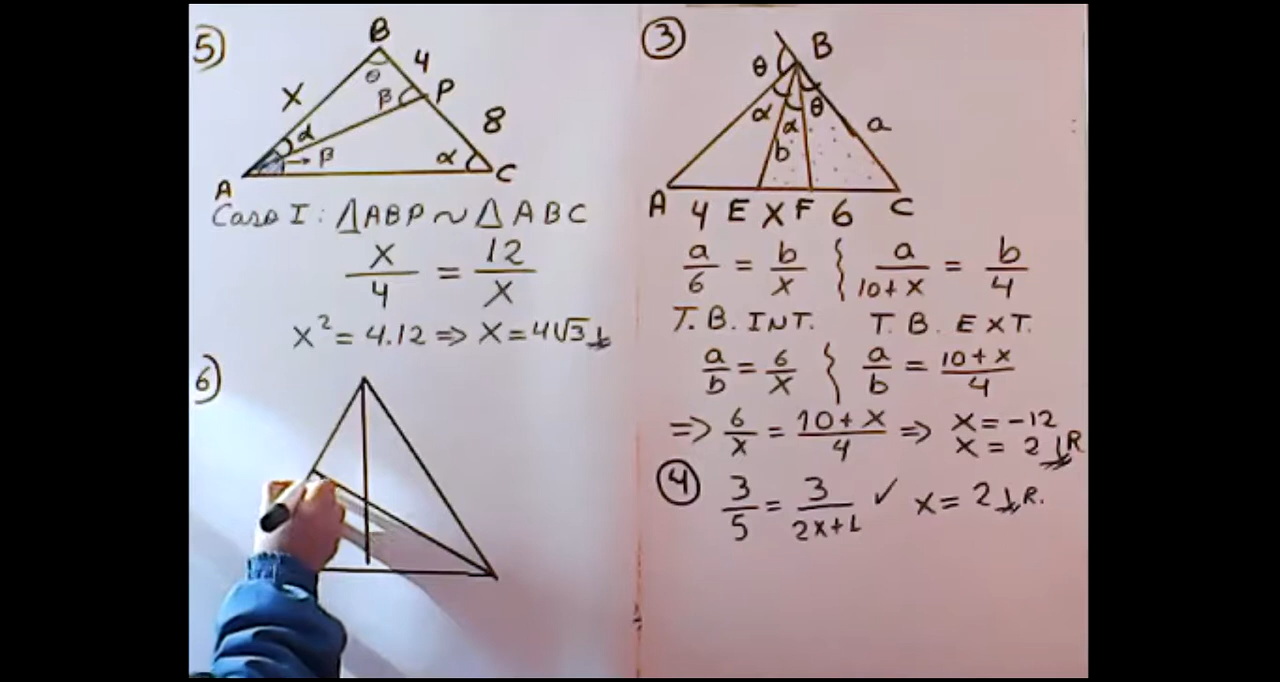 5)
B
θ
4
X
β
P
α
8
→ β
α
A
C
Caso I: △ABP ~ △ABC
X/4 = 12/X
X² = 4.12 ⇒ X = 4√3
6)
③
B
θ
α
α
θ
a
b
A 4 E X F 6 C
a/6 = b/x { a/10+x = b/4
T.B. INT. T.B. EXT.
a/b = 6/x { a/b = 10+x/4
⇒ 6/x = 10+x/4 ⇒ x = -12
x = 2 R
④ 3/5 = 3/2x+1 ✓ x = 2 R.